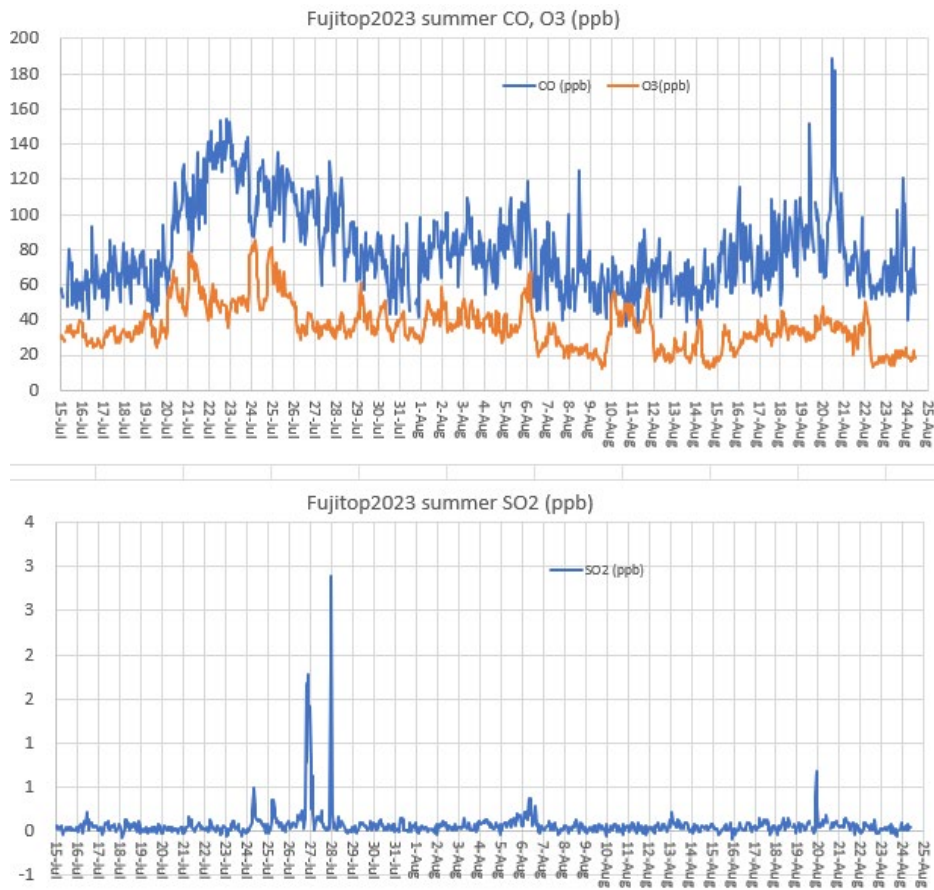 Fujitop2023 summer CO, O3 (ppb)
200
180
160
140
120
100
80
60
40
20
0
CO (ppb)
O3(ppb)
15-Jul
16-Jul
17-Jul
18-Jul
19-Jul
20-Jul
21-Jul
22-Jul
23-Jul
24-Jul
25-Jul
26-Jul
27-Jul
28-Jul
29-Jul
30-Jul
31-Jul
1-Aug
2-Aug
3-Aug
4-Aug
5-Aug
6-Aug
7-Aug
8-Aug
9-Aug
10-Aug
11-Aug
12-Aug
13-Aug
14-Aug
15-Aug
16-Aug
17-Aug
18-Aug
19-Aug
20-Aug
21-Aug
22-Aug
23-Aug
24-Aug
25-Aug
Fujitop2023 summer SO2 (ppb)
4
3
3
2
2
1
1
0
-1
SO2 (ppb)
15-Jul
16-Jul
17-Jul
18-Jul
19-Jul
20-Jul
21-Jul
22-Jul
23-Jul
24-Jul
25-Jul
26-Jul
27-Jul
28-Jul
29-Jul
30-Jul
31-Jul
1-Aug
2-Aug
3-Aug
4-Aug
5-Aug
6-Aug
7-Aug
8-Aug
9-Aug
10-Aug
11-Aug
12-Aug
13-Aug
14-Aug
15-Aug
16-Aug
17-Aug
18-Aug
19-Aug
20-Aug
21-Aug
22-Aug
23-Aug
24-Aug
25-Aug